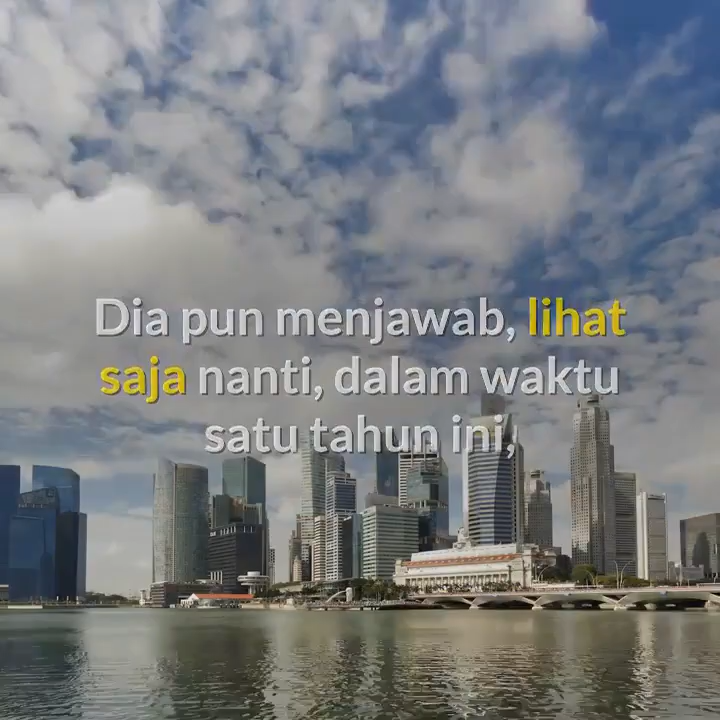 Dia pun menjawab, lihat
saja nanti, dalam waktu
satu tahun ini,